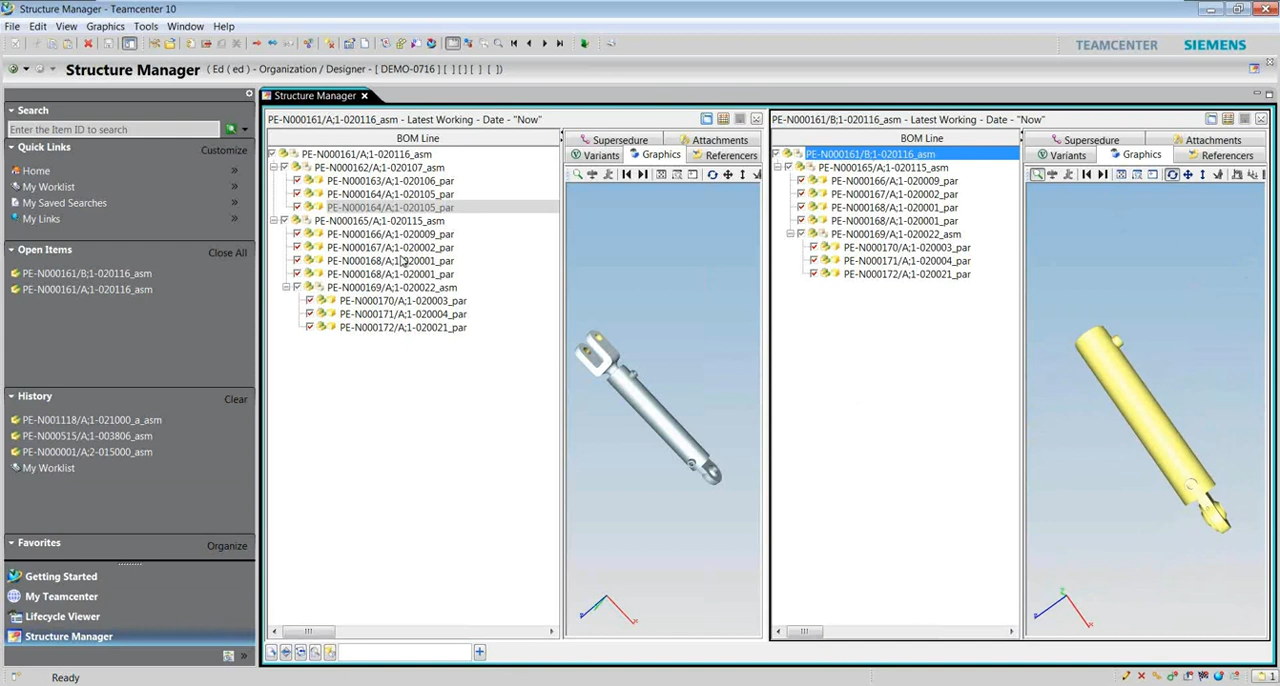 Structure Manager - Teamcenter 10
File Edit View Graphics Tools Window Help
TEAMCENTER SIEMENS
Structure Manager ( Ed ( ed ) - Organization / Designer - [ DEMO-0716 ] [ ] [ ] [ ] [ ] )
Search
Enter the Item ID to search
Quick Links
Customize
Home
My Worklist
My Saved Searches
My Links
Open Items
Close All
PE-N000161/B;1-020116_asm
PE-N000161/A;1-020116_asm
History
Clear
PE-N001118/A;1-021000_a_asm
PE-N000515/A;1-003806_asm
PE-N000001/A;2-015000_asm
My Worklist
Favorites
Organize
Getting Started
My Teamcenter
Lifecycle Viewer
Structure Manager
Structure Manager
PE-N000161/A;1-020116_asm - Latest Working - Date - "Now"
BOM Line
PE-N000161/A;1-020116_asm
PE-N000162/A;1-020107_asm
PE-N000163/A;1-020106_par
PE-N000164/A;1-020105_par
PE-N000164/A;1-020105_par
PE-N000165/A;1-020115_asm
PE-N000166/A;1-020009_par
PE-N000167/A;1-020002_par
PE-N000168/A;1-020001_par
PE-N000168/A;1-020001_par
PE-N000169/A;1-020022_asm
PE-N000170/A;1-020003_par
PE-N000171/A;1-020004_par
PE-N000172/A;1-020021_par
Supersedure Attachments
Variants Graphics Referencers
PE-N000161/B;1-020116_asm - Latest Working - Date - "Now"
BOM Line
PE-N000161/B;1-020116_asm
PE-N000165/A;1-020115_asm
PE-N000166/A;1-020009_par
PE-N000167/A;1-020002_par
PE-N000168/A;1-020001_par
PE-N000168/A;1-020001_par
PE-N000169/A;1-020022_asm
PE-N000170/A;1-020003_par
PE-N000171/A;1-020004_par
PE-N000172/A;1-020021_par
Supersedure Attachments
Variants Graphics Referencers
Ready
1